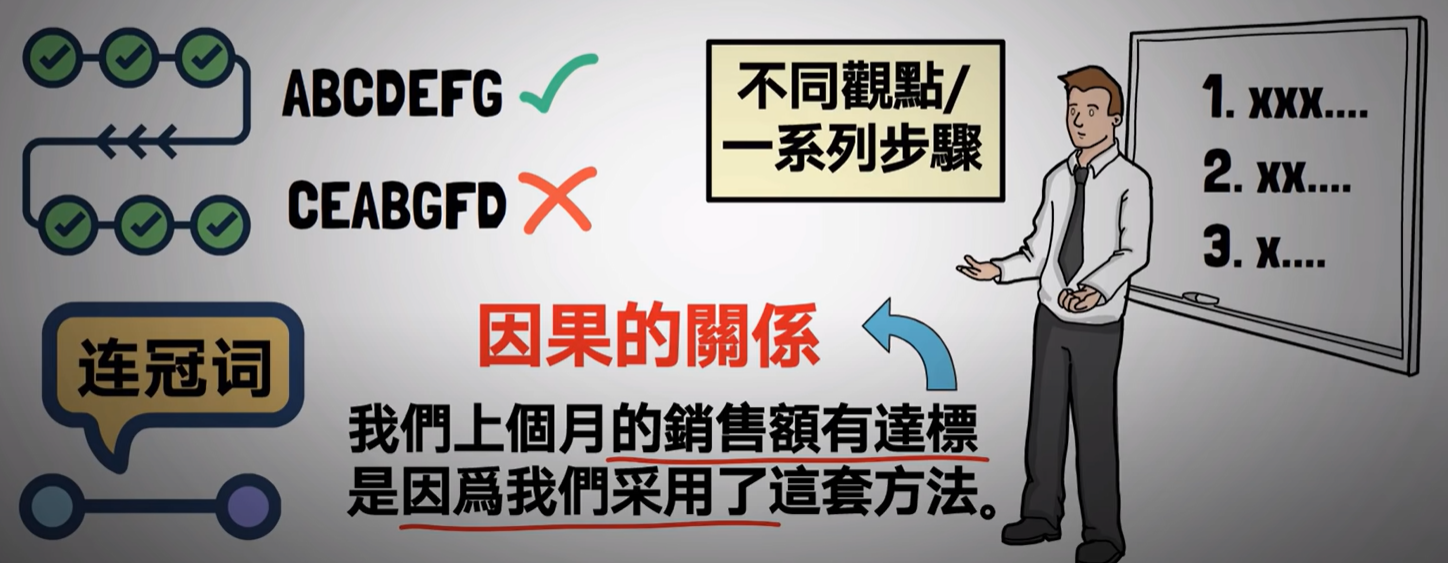 ABCDEFG
CEABGFD
不同觀點/
一系列步驟
1. xxx....
2. xx....
3. x....
连冠词
因果的關係
我們上個月的銷售額有達標
是因爲我們采用了這套方法。